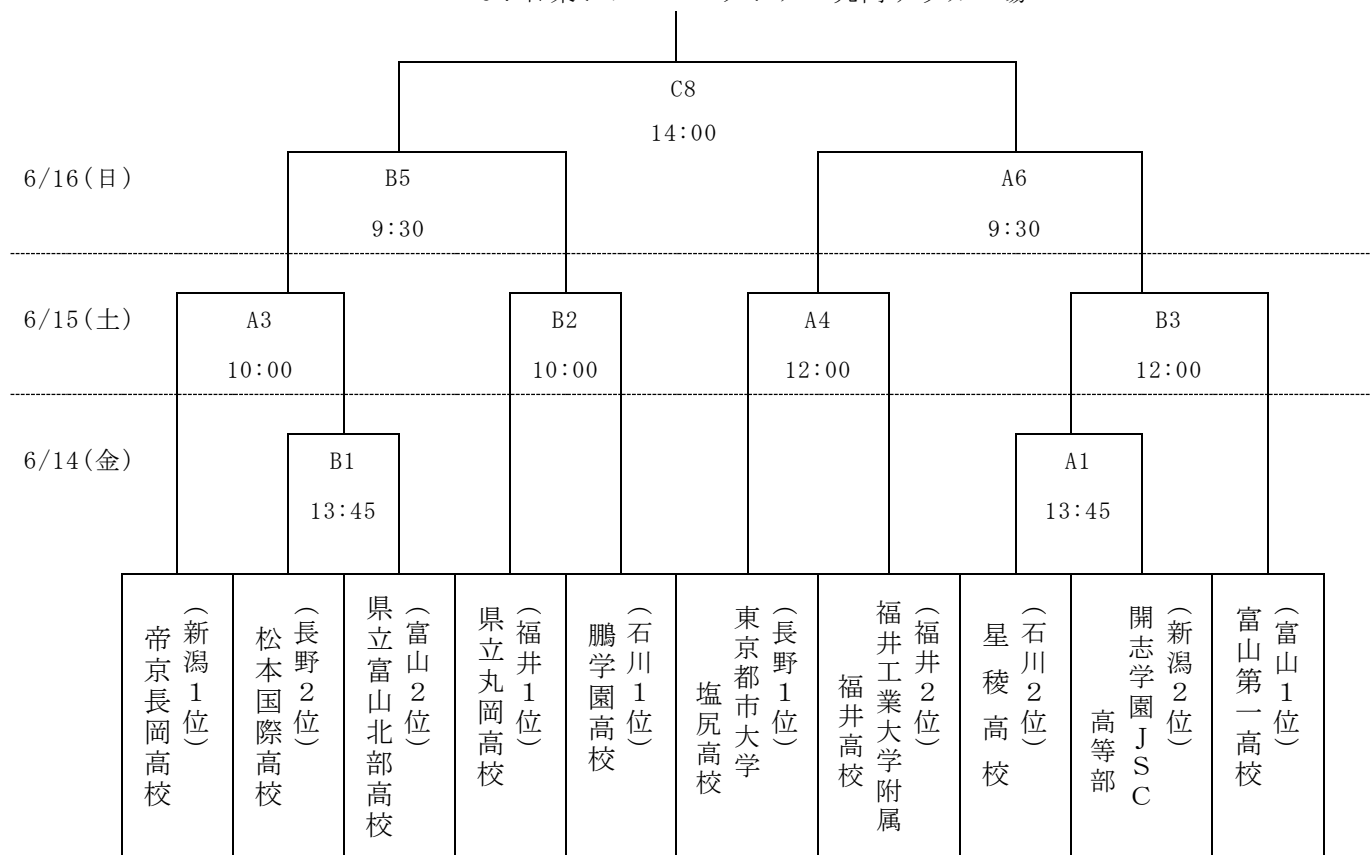 C8
14:00
6/16(日)
B5
A6
9:30
9:30
6/15(土)
A3
B2
A4
B3
10:00
10:00
12:00
12:00
6/14(金)
B1
A1
13:45
13:45
(新潟1位)
帝京長岡高校
(長野2位)
松本国際高校
(富山2位)
県立富山北部高校
(福井1位)
県立丸岡高校
(石川1位)
鵬学園高校
(長野1位)
東京都市大学
塩尻高校
(福井2位)
福井工業大学附属
福井高校
(石川2位)
星稜高校
(新潟2位)
開志学園JSC
高等部
(富山1位)
富山第一高校